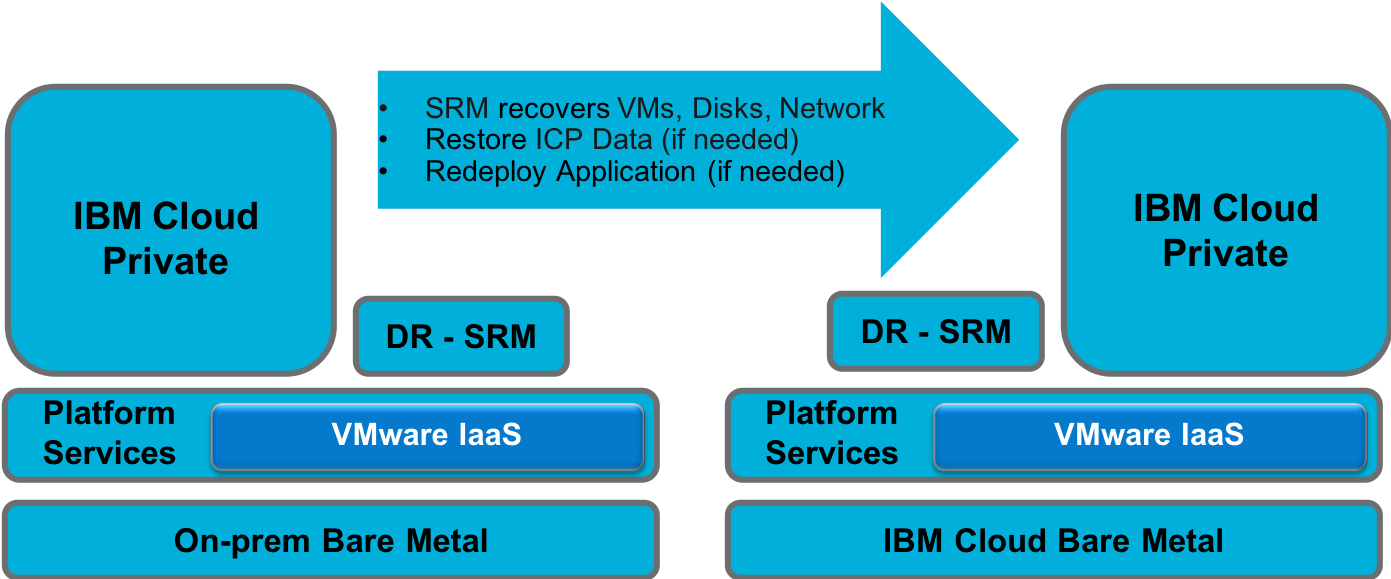 • SRM recovers VMs, Disks, Network
• Restore ICP Data (if needed)
• Redeploy Application (if needed)
IBM Cloud
Private
IBM Cloud
Private
DR - SRM
DR - SRM
Platform
Services
VMware IaaS
Platform
Services
VMware IaaS
On-prem Bare Metal
IBM Cloud Bare Metal